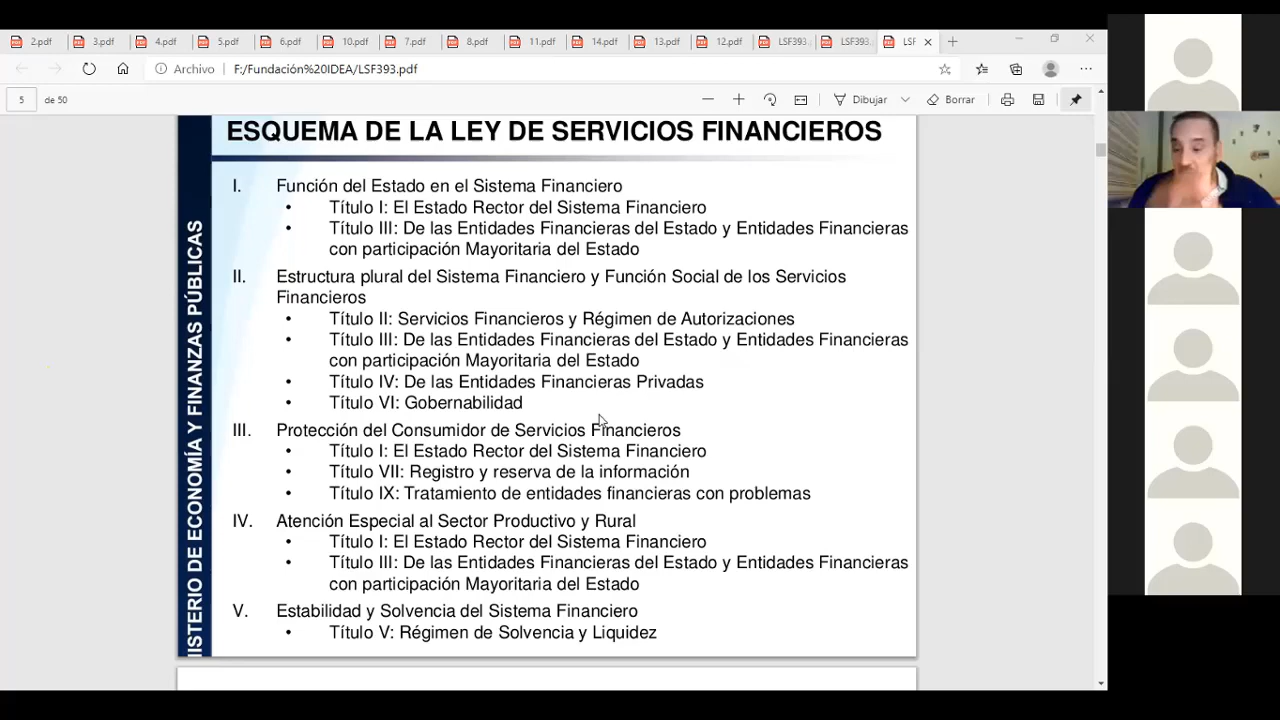 2.pdf 3.pdf 4.pdf 5.pdf 6.pdf 10.pdf 7.pdf 8.pdf 11.pdf 14.pdf 13.pdf 12.pdf LSF393. LSF393. LSF
Archivo F:/Fundación%20IDEA/LSF393.pdf
5 de 50 Dibujar Borrar
ESQUEMA DE LA LEY DE SERVICIOS FINANCIEROS
I. Función del Estado en el Sistema Financiero
• Título I: El Estado Rector del Sistema Financiero
• Título III: De las Entidades Financieras del Estado y Entidades Financieras
con participación Mayoritaria del Estado
II. Estructura plural del Sistema Financiero y Función Social de los Servicios
Financieros
• Título II: Servicios Financieros y Régimen de Autorizaciones
• Título III: De las Entidades Financieras del Estado y Entidades Financieras
con participación Mayoritaria del Estado
• Título IV: De las Entidades Financieras Privadas
• Título VI: Gobernabilidad
III. Protección del Consumidor de Servicios Financieros
• Título I: El Estado Rector del Sistema Financiero
• Título VII: Registro y reserva de la información
• Título IX: Tratamiento de entidades financieras con problemas
IV. Atención Especial al Sector Productivo y Rural
• Título I: El Estado Rector del Sistema Financiero
• Título III: De las Entidades Financieras del Estado y Entidades Financieras
con participación Mayoritaria del Estado
V. Estabilidad y Solvencia del Sistema Financiero
• Título V: Régimen de Solvencia y Liquidez
ISTERIO DE ECONOMÍA Y FINANZAS PÚBLICAS